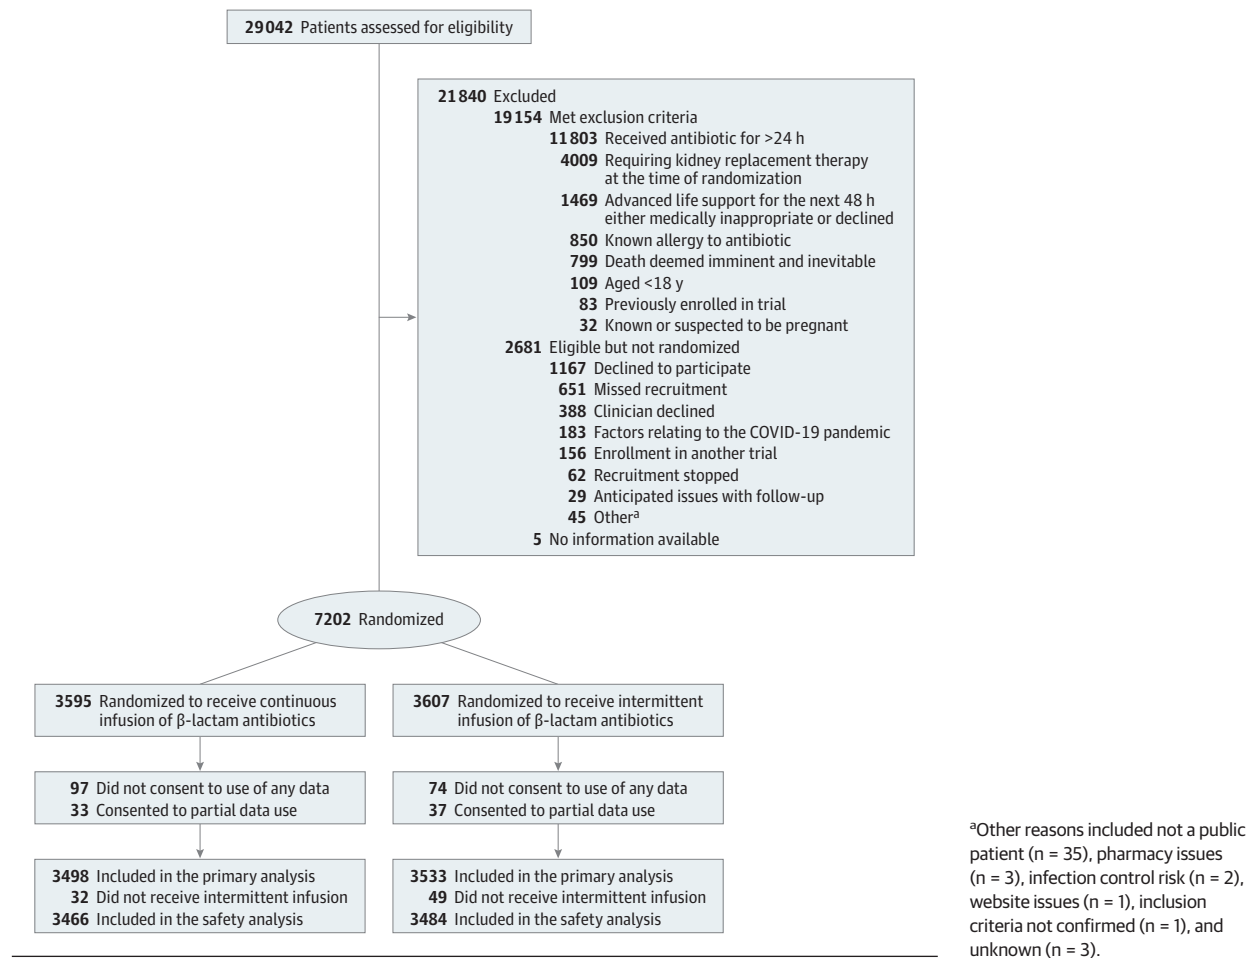 29042 Patients assessed for eligibility
21840 Excluded
19154 Met exclusion criteria
11803 Received antibiotic for >24 h
4009 Requiring kidney replacement therapy
at the time of randomization
1469 Advanced life support for the next 48 h
either medically inappropriate or declined
850 Known allergy to antibiotic
799 Death deemed imminent and inevitable
109 Aged <18 y
83 Previously enrolled in trial
32 Known or suspected to be pregnant
2681 Eligible but not randomized
1167 Declined to participate
651 Missed recruitment
388 Clinician declined
183 Factors relating to the COVID-19 pandemic
156 Enrollment in another trial
62 Recruitment stopped
29 Anticipated issues with follow-up
45 Otherᵃ
5 No information available
7202 Randomized
3595 Randomized to receive continuous
infusion of β-lactam antibiotics
3607 Randomized to receive intermittent
infusion of β-lactam antibiotics
97 Did not consent to use of any data
33 Consented to partial data use
74 Did not consent to use of any data
37 Consented to partial data use
3498 Included in the primary analysis
32 Did not receive intermittent infusion
3466 Included in the safety analysis
3533 Included in the primary analysis
49 Did not receive intermittent infusion
3484 Included in the safety analysis
ᵃOther reasons included not a public
patient (n = 35), pharmacy issues
(n = 3), infection control risk (n = 2),
website issues (n = 1), inclusion
criteria not confirmed (n = 1), and
unknown (n = 3).